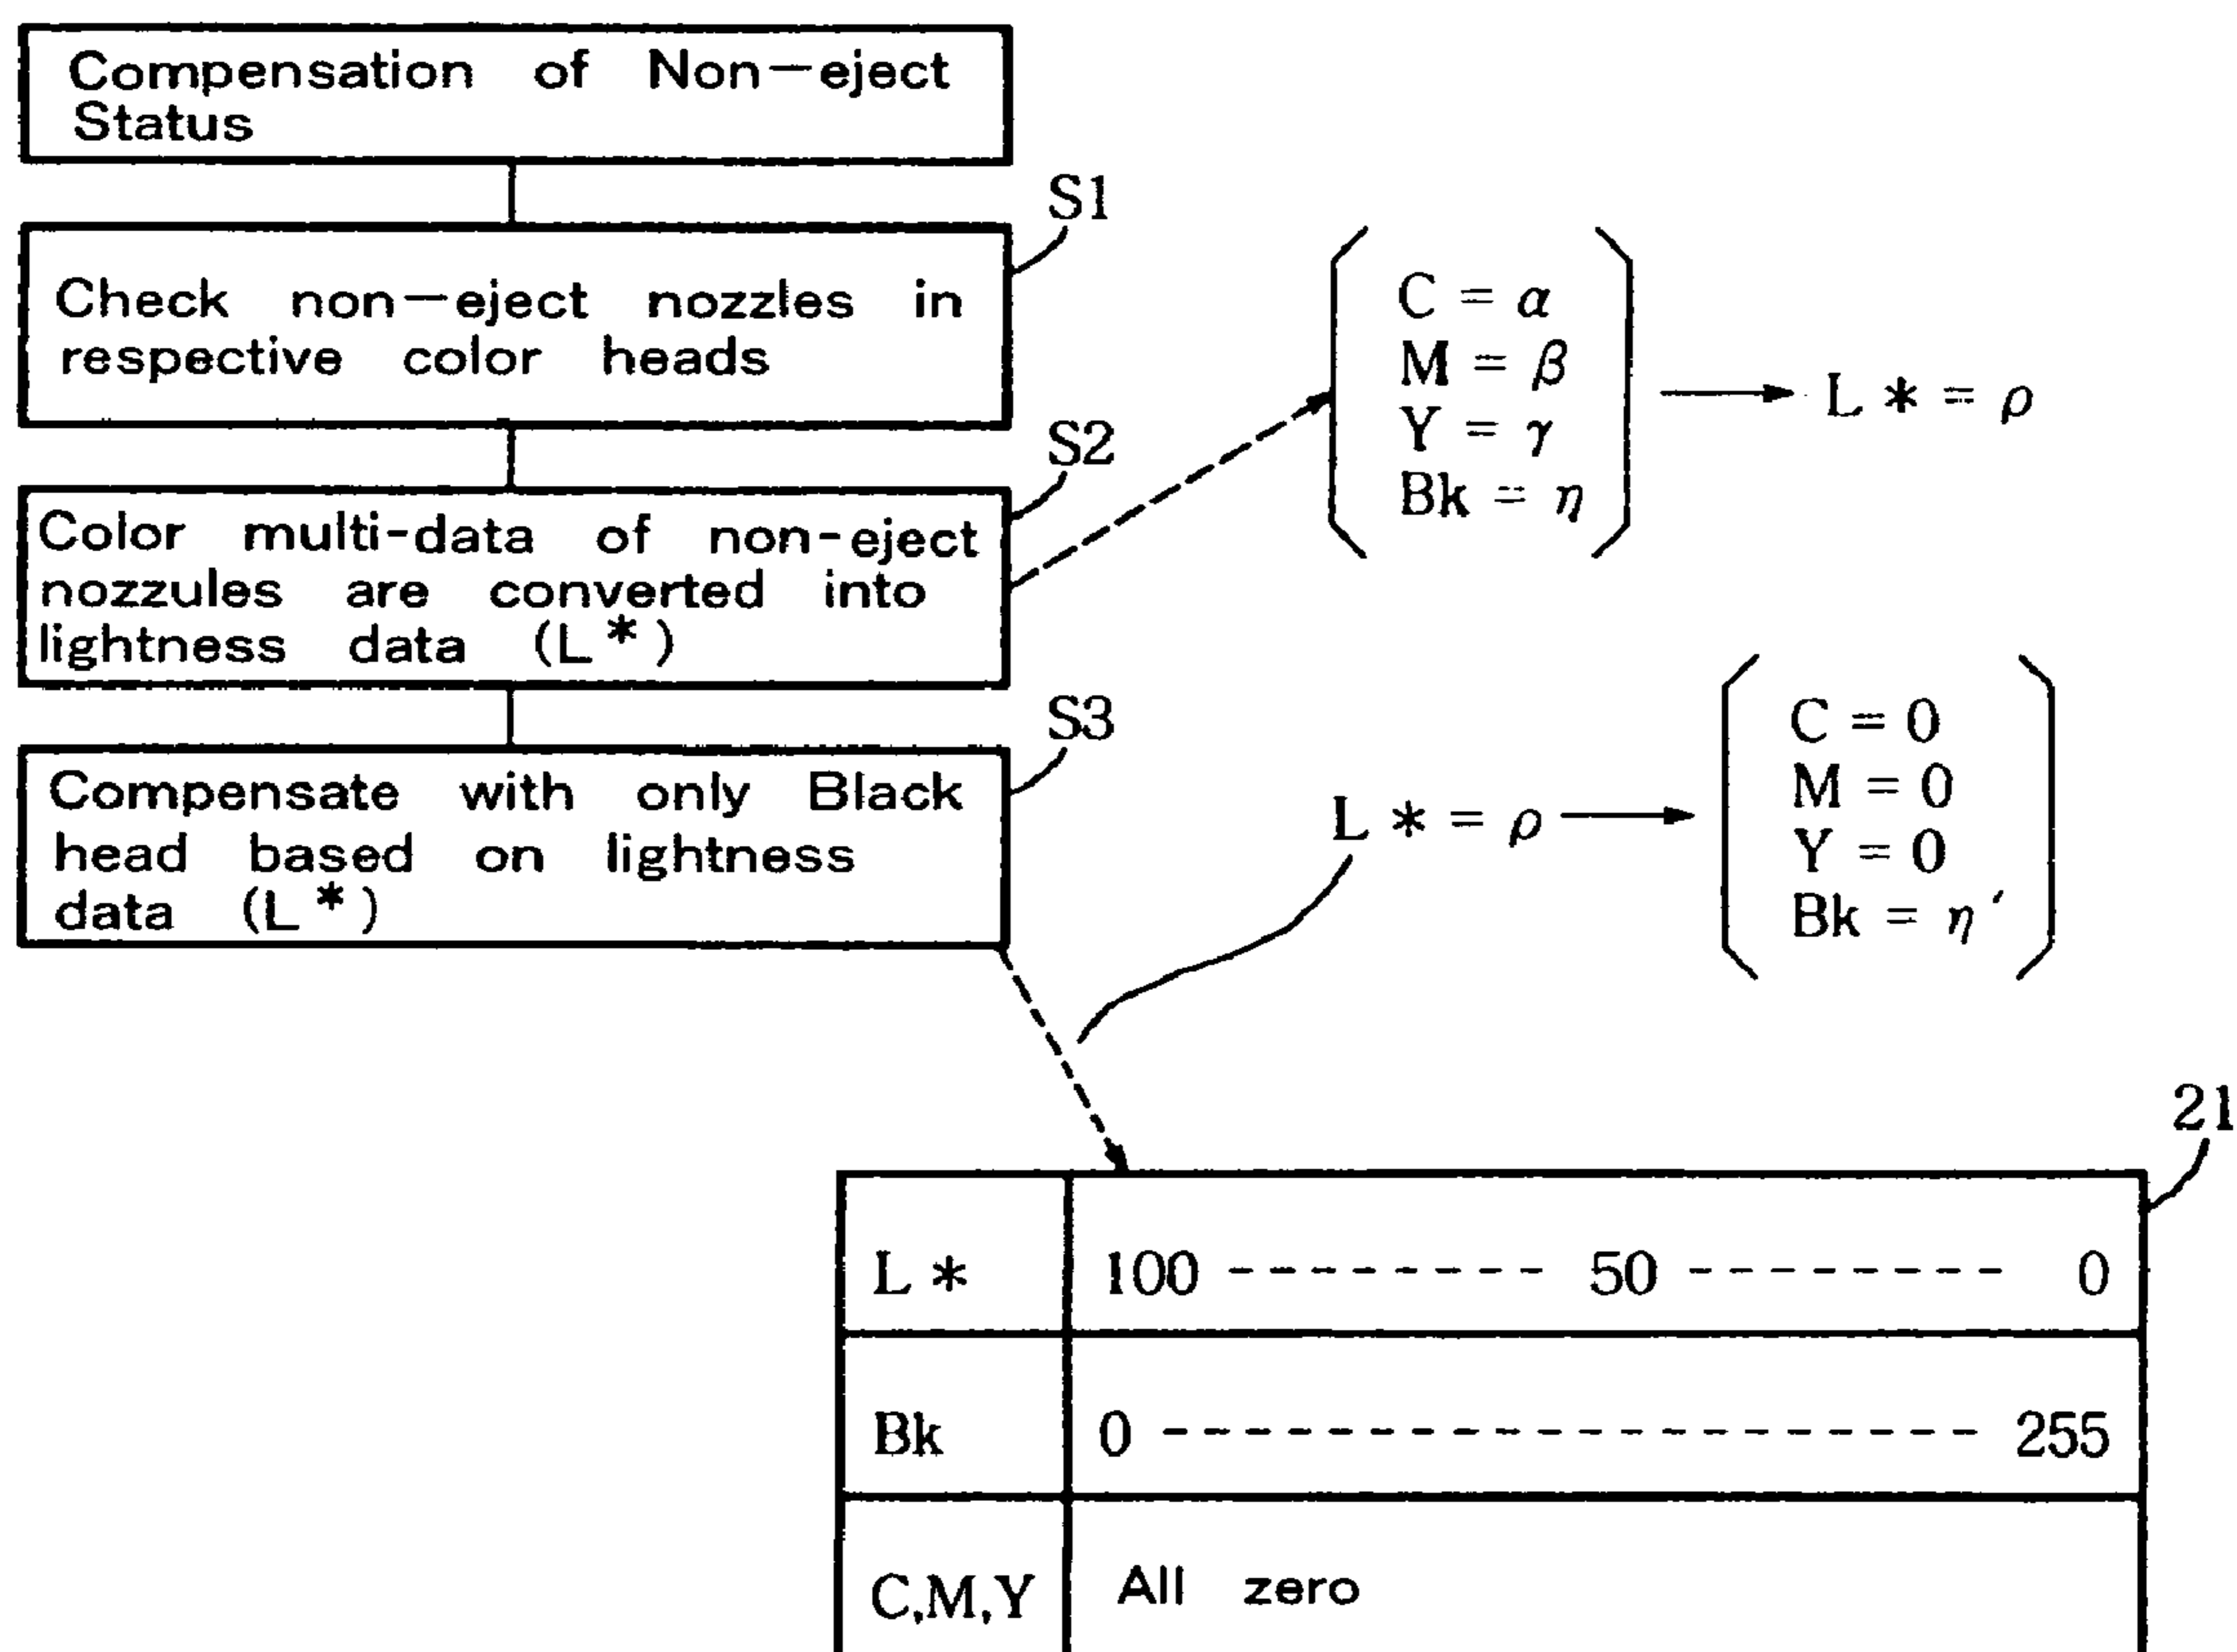 Compensation of Non—eject
Status
S1
Check non—eject nozzles in
respective color heads
C = α
M = β
Y = γ
Bk = η
L * = ρ
S2
Color multi-data of non-eject
nozzules are converted into
lightness data (L*)
S3
Compensate with only Black
head based on lightness
data (L*)
L * = ρ
C = 0
M = 0
Y = 0
Bk = η′
21
L * 100 --------- 50 --------- 0
Bk 0 -------------------- 255
C,M,Y All zero